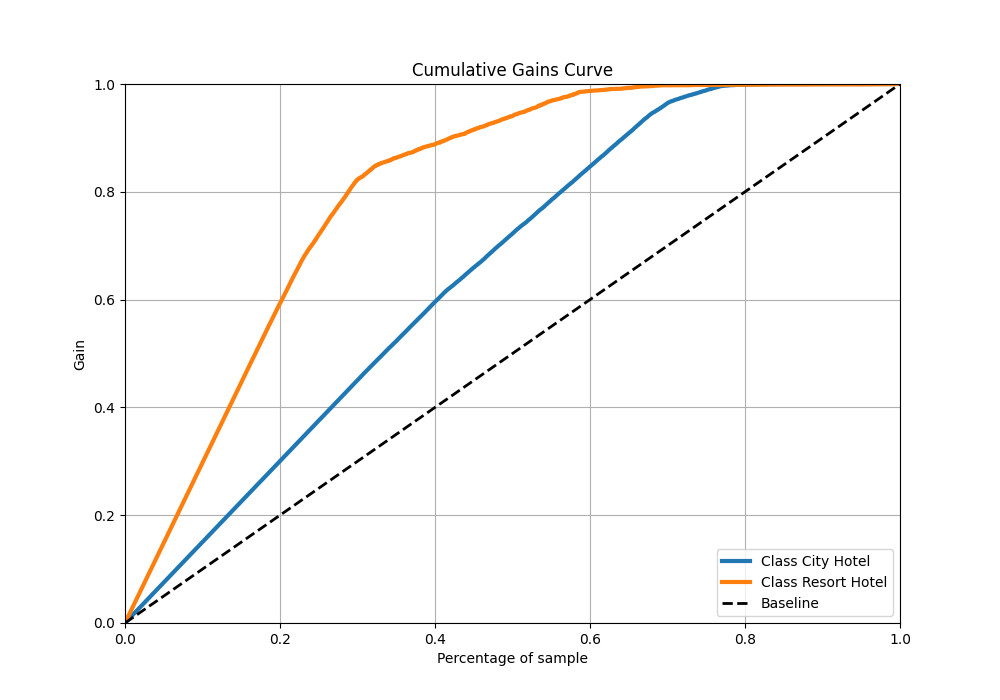 Cumulative Gains Curve
Gain
1.0
0.8
0.6
0.4
0.2
0.0
0.0 0.2 0.4 0.6 0.8 1.0
Percentage of sample
Class City Hotel
Class Resort Hotel
Baseline